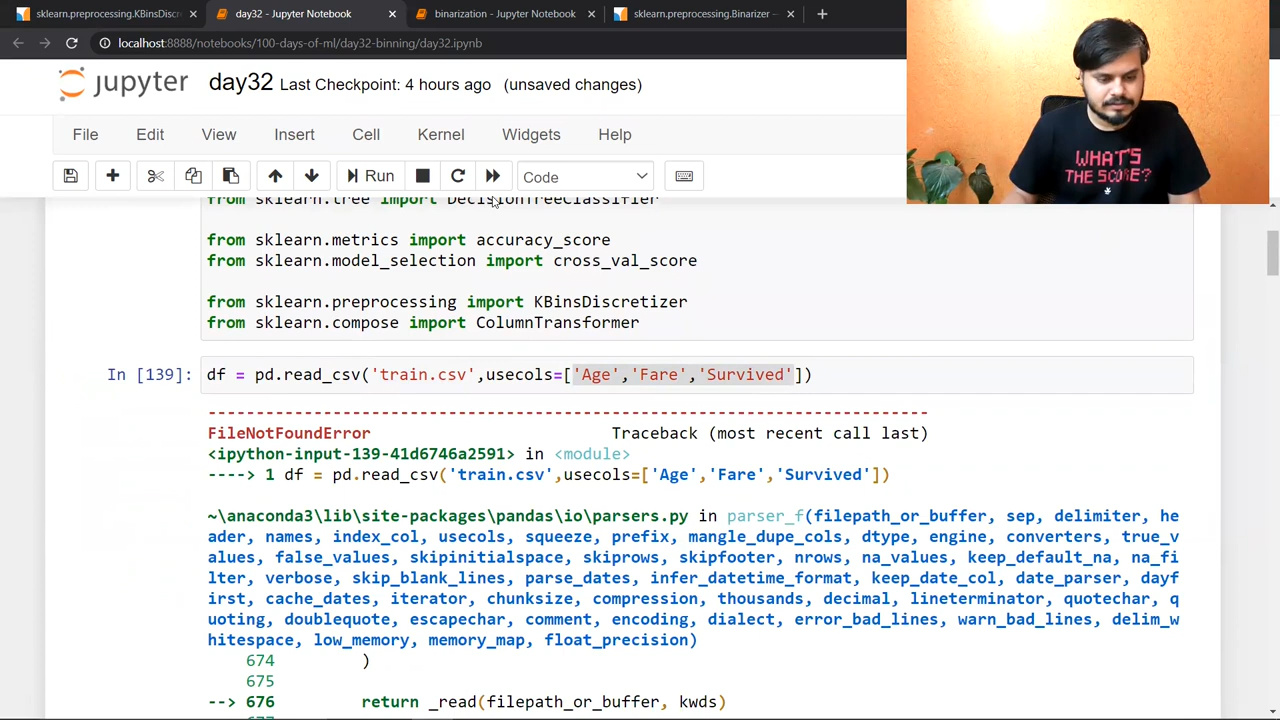 sklearn.preprocessing.KBinsDiscre
day32 - Jupyter Notebook
binarization - Jupyter Notebook
sklearn.preprocessing.Binarizer —
localhost:8888/notebooks/100-days-of-ml/day32-binning/day32.ipynb
jupyter day32 Last Checkpoint: 4 hours ago (unsaved changes)
File Edit View Insert Cell Kernel Widgets Help
Run Code
WHAT'S
THE SCORE?
from sklearn.tree import DecisionTreeClassifier
from sklearn.metrics import accuracy_score
from sklearn.model_selection import cross_val_score
from sklearn.preprocessing import KBinsDiscretizer
from sklearn.compose import ColumnTransformer
In [139]: df = pd.read_csv('train.csv',usecols=['Age','Fare','Survived'])
---------------------------------------------------------------------------
FileNotFoundError Traceback (most recent call last)
<ipython-input-139-41d6746a2591> in <module>
----> 1 df = pd.read_csv('train.csv',usecols=['Age','Fare','Survived'])
~\anaconda3\lib\site-packages\pandas\io\parsers.py in parser_f(filepath_or_buffer, sep, delimiter, he
ader, names, index_col, usecols, squeeze, prefix, mangle_dupe_cols, dtype, engine, converters, true_v
alues, false_values, skipinitialspace, skiprows, skipfooter, nrows, na_values, keep_default_na, na_fi
lter, verbose, skip_blank_lines, parse_dates, infer_datetime_format, keep_date_col, date_parser, dayf
irst, cache_dates, iterator, chunksize, compression, thousands, decimal, lineterminator, quotechar, q
uoting, doublequote, escapechar, comment, encoding, dialect, error_bad_lines, warn_bad_lines, delim_w
hitespace, low_memory, memory_map, float_precision)
674 )
675
--> 676 return _read(filepath_or_buffer, kwds)